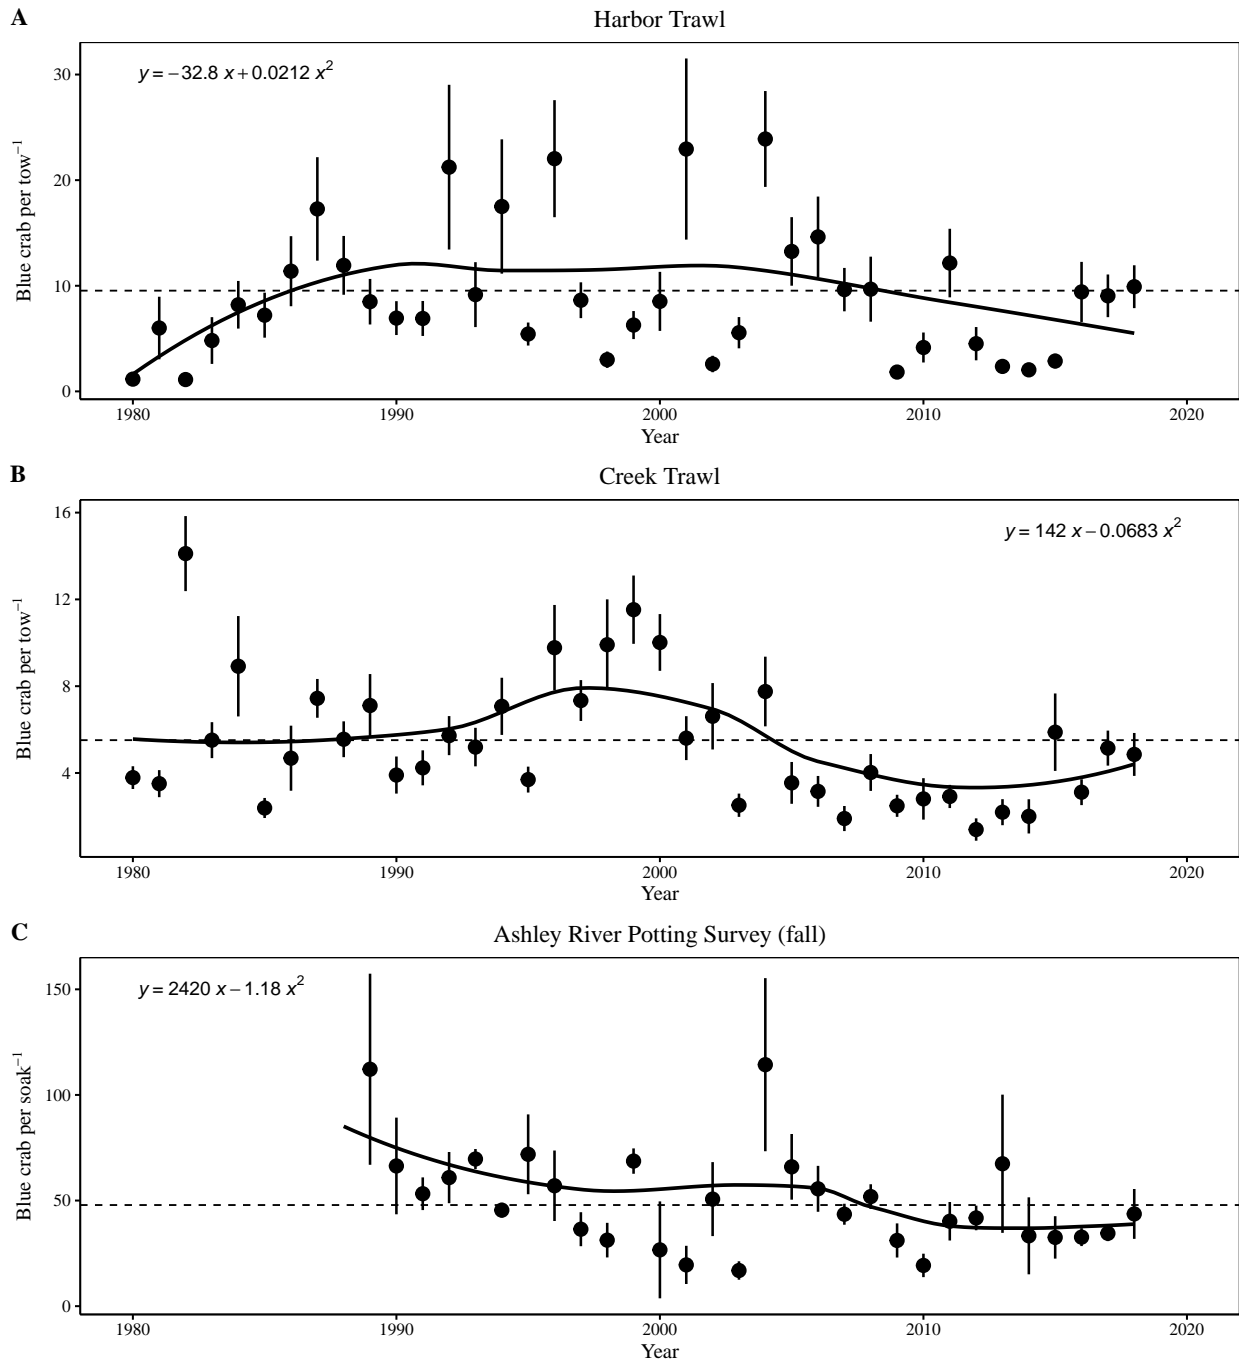 A
Harbor Trawl
y = −32.8 x + 0.0212 x²
Blue crab per tow⁻¹
30
20
10
0
1980
1990
2000
2010
2020
Year
B
Creek Trawl
y = 142 x − 0.0683 x²
Blue crab per tow⁻¹
16
12
8
4
1980
1990
2000
2010
2020
Year
C
Ashley River Potting Survey (fall)
y = 2420 x − 1.18 x²
Blue crab per soak⁻¹
150
100
50
0
1980
1990
2000
2010
2020
Year